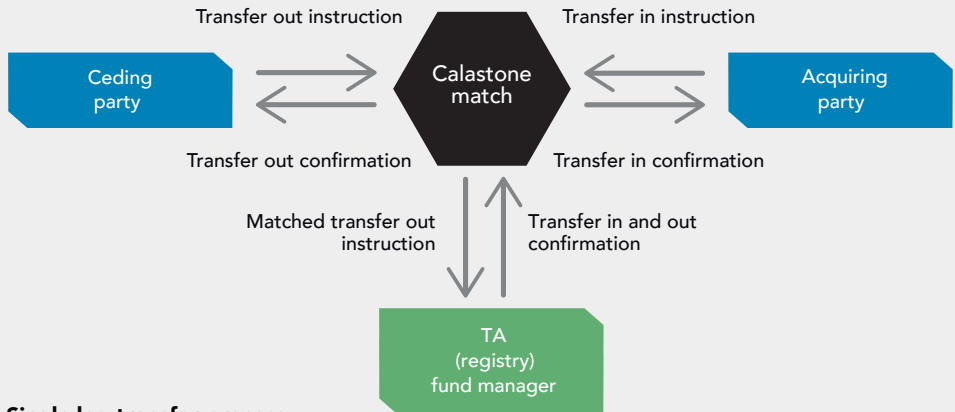 Transfer out instruction
Transfer in instruction
Ceding
party
Calastone
match
Acquiring
party
Transfer out confirmation
Transfer in confirmation
Matched transfer out
instruction
Transfer in and out
confirmation
TA
(registry)
fund manager